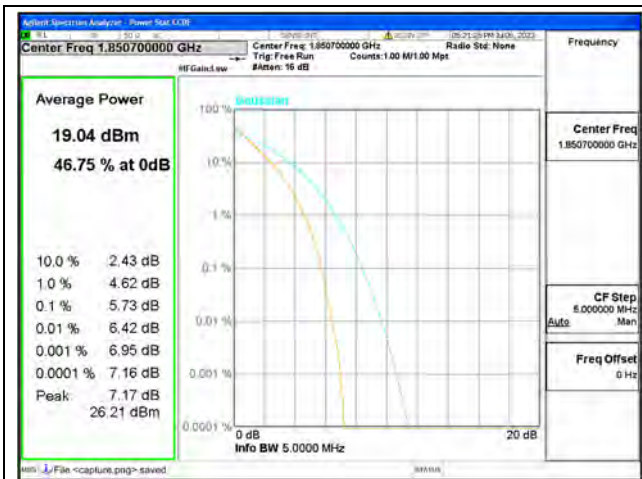 Agilent Spectrum Analyzer - Power Stat CCDF
Center Freq 1.850700000 GHz
Center Freq: 1.850700000 GHz
Radio Std: None
Trig: Free Run
Counts:1.00 M/1.00 Mpt
#IFGain:Low
#Atten: 16 dB
Average Power
19.04 dBm
46.75 % at 0dB
10.0 % 2.43 dB
1.0 % 4.62 dB
0.1 % 5.73 dB
0.01 % 6.42 dB
0.001 % 6.95 dB
0.0001 % 7.16 dB
Peak 7.17 dB
26.21 dBm
Gaussian
100 %
10 %
1 %
0.1 %
0.01 %
0.001 %
0.0001 %
0 dB
20 dB
Info BW 5.0000 MHz
Frequency
Center Freq
1.850700000 GHz
CF Step
5.000000 MHz
Auto Man
Freq Offset
0 Hz
MSG File <capture.png> saved
STATUS